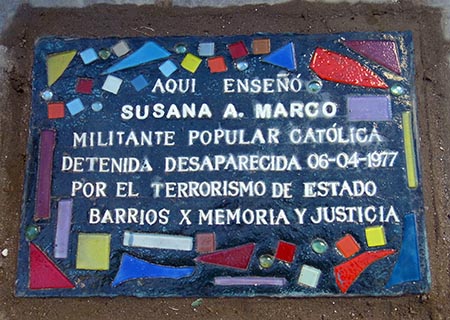 AQUI ENSEÑÓ
SUSANA A. MARCO
MILITANTE POPULAR CATÓLICA
DETENIDA DESAPARECIDA 06-04-1977
POR EL TERRORISMO DE ESTADO
BARRIOS X MEMORIA Y JUSTICIA